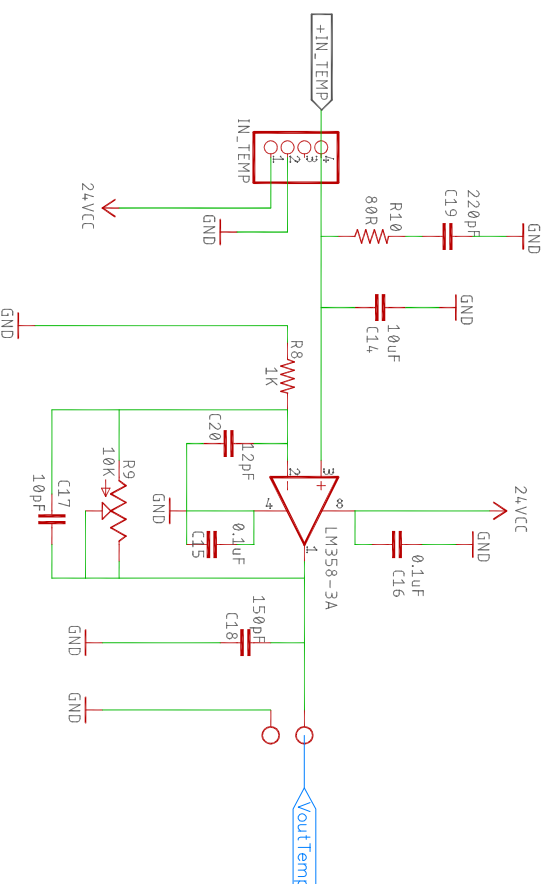 +IN_TEMP
IN_TEMP
1
2
3
4
24VCC
GND
R10
80R
220pF
C19
GND
GND
10uF
C14
GND
R8
1K
C20
12pF
2
-
3
+
4
8
1
LM358-3A
24VCC
GND
0.1uF
C16
GND
0.1uF
C15
R9
10K
C17
10pF
150pF
C18
GND
GND
VoutTemp